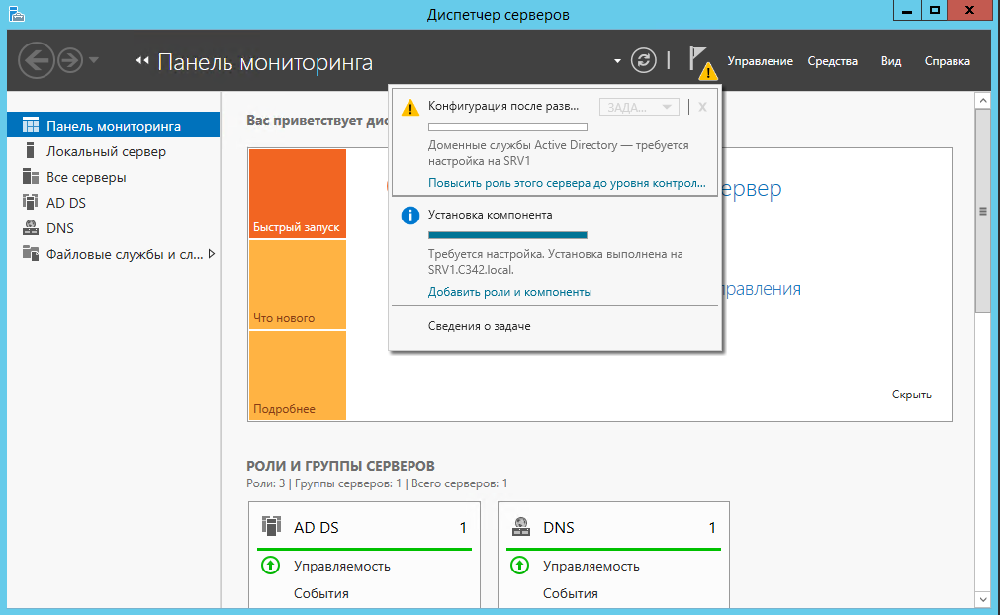 Диспетчер серверов
Панель мониторинга
Управление Средства Вид Справка
Панель мониторинга
Локальный сервер
Все серверы
AD DS
DNS
Файловые службы и сл...
Вас приветствует
Конфигурация после разв... ЗАДА... X
Доменные службы Active Directory — требуется
настройка на SRV1
Повысить роль этого сервера до уровня контрол...
Установка компонента
Требуется настройка. Установка выполнена на
SRV1.C342.local.
Добавить роли и компоненты
Сведения о задаче
Быстрый запуск
Что нового
Подробнее
Скрыть
РОЛИ И ГРУППЫ СЕРВЕРОВ
Роли: 3 | Группы серверов: 1 | Всего серверов: 1
AD DS 1
Управляемость
События
DNS 1
Управляемость
События